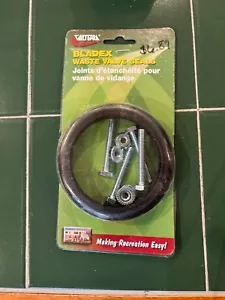 VALTERRA
BLADEX
WASTE VALVE SEALS
Joints d'étanchéité pour
vanne de vidange
Making Recreation Easy!